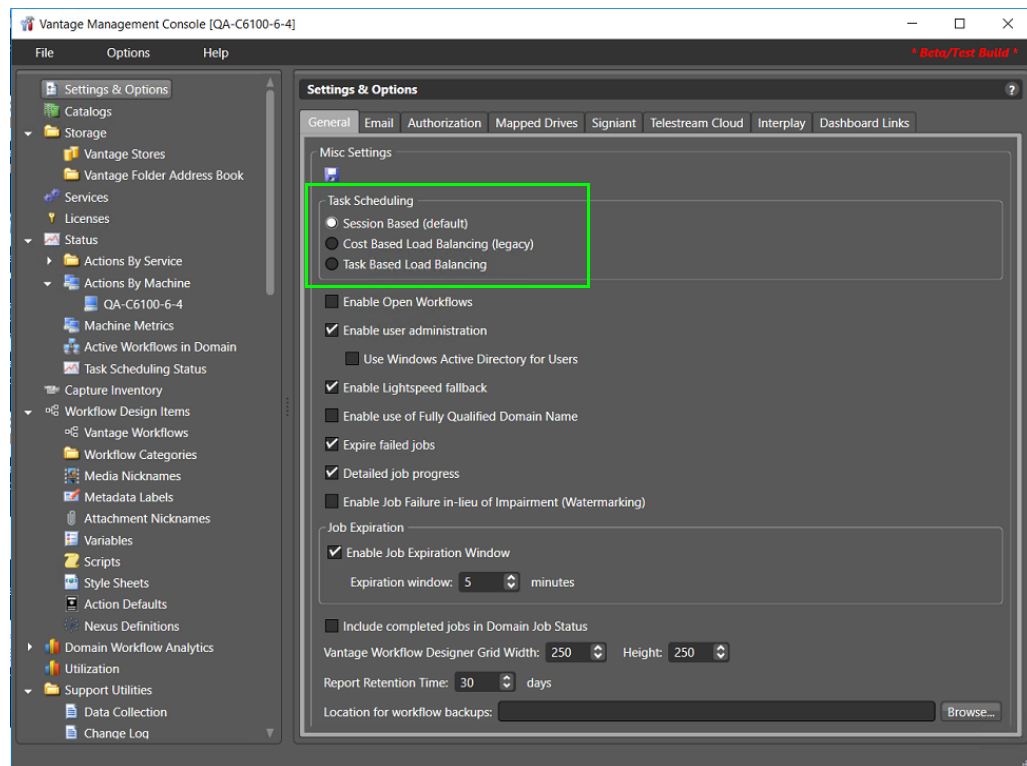 Vantage Management Console [QA-C6100-6-4]
File Options Help * Beta/Test Build *
Settings & Options
Catalogs
Storage
Vantage Stores
Vantage Folder Address Book
Services
Licenses
Status
Actions By Service
Actions By Machine
QA-C6100-6-4
Machine Metrics
Active Workflows in Domain
Task Scheduling Status
Capture Inventory
Workflow Design Items
Vantage Workflows
Workflow Categories
Media Nicknames
Metadata Labels
Attachment Nicknames
Variables
Scripts
Style Sheets
Action Defaults
Nexus Definitions
Domain Workflow Analytics
Utilization
Support Utilities
Data Collection
Change Log
Settings & Options ?
General Email Authorization Mapped Drives Signiant Telestream Cloud Interplay Dashboard Links
Misc Settings
Task Scheduling
Session Based (default)
Cost Based Load Balancing (legacy)
Task Based Load Balancing
Enable Open Workflows
Enable user administration
Use Windows Active Directory for Users
Enable Lightspeed fallback
Enable use of Fully Qualified Domain Name
Expire failed jobs
Detailed job progress
Enable Job Failure in-lieu of Impairment (Watermarking)
Job Expiration
Enable Job Expiration Window
Expiration window: 5 minutes
Include completed jobs in Domain Job Status
Vantage Workflow Designer Grid Width: 250 Height: 250
Report Retention Time: 30 days
Location for workflow backups: Browse...